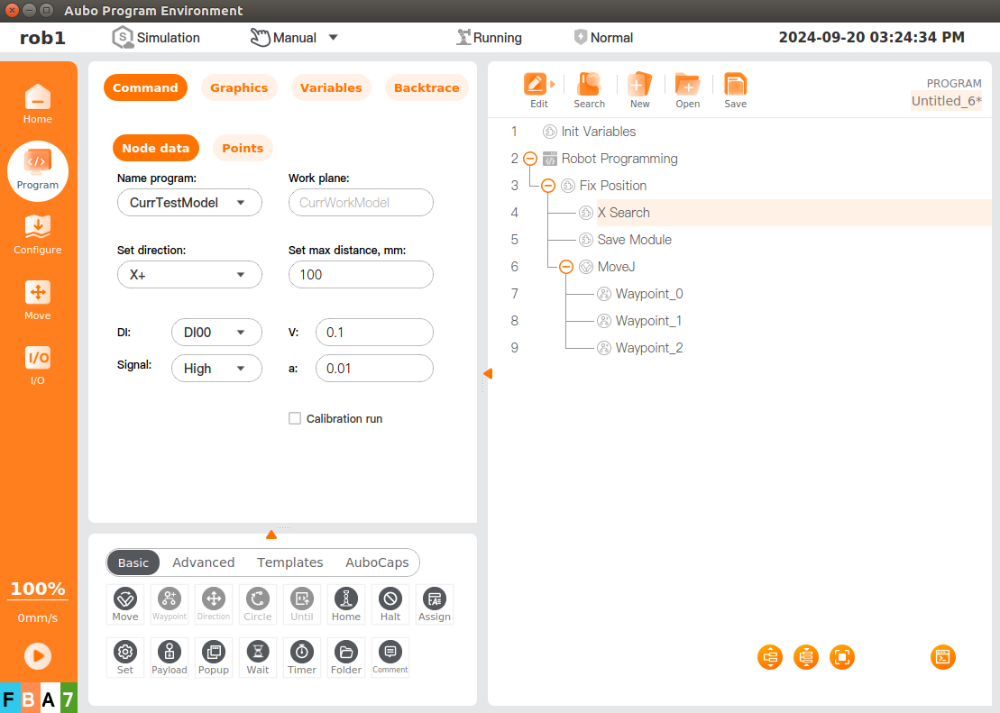 Aubo Program Environment
rob1
S Simulation
Manual
Running
Normal
2024-09-20 03:24:34 PM
Home
Program
Configure
Move
I/O
I/O
100%
0mm/s
F B A 7
Command
Graphics
Variables
Backtrace
Node data
Points
Name program:
Work plane:
CurrTestModel
CurrWorkModel
Set direction:
Set max distance, mm:
X+
100
DI:
DI00
V:
0.1
Signal:
High
a:
0.01
Calibration run
Basic
Advanced
Templates
AuboCaps
Move
Waypoint
Direction
Circle
Until
Home
Halt
Assign
Set
Payload
Popup
Wait
Timer
Folder
Comment
Edit
Search
New
Open
Save
PROGRAM
Untitled_6*
1 Init Variables
2 Robot Programming
3 Fix Position
4 X Search
5 Save Module
6 MoveJ
7 Waypoint_0
8 Waypoint_1
9 Waypoint_2